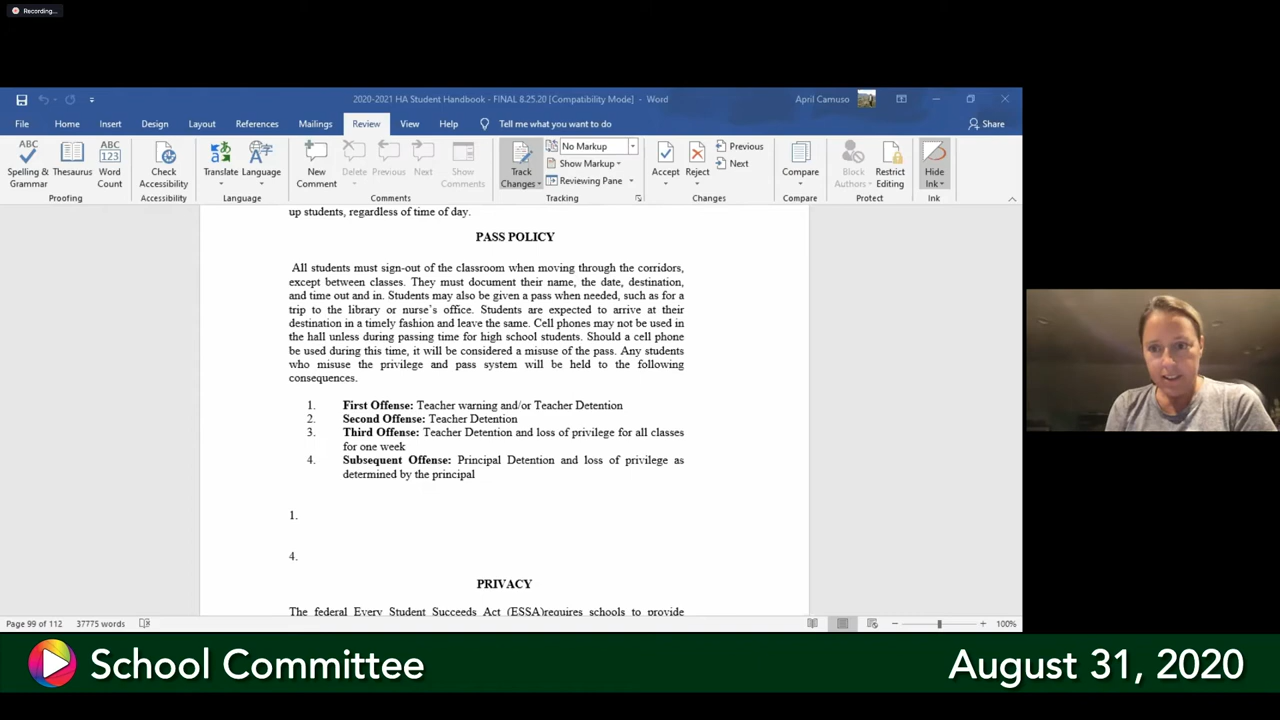 Recording...
2020-2021 HA Student Handbook - FINAL 8.25.20 [Compatibility Mode] - Word
April Camuso
File Home Insert Design Layout References Mailings Review View Help Tell me what you want to do Share
ABC
Spelling & Grammar
Thesaurus
ABC
123
Word Count
Proofing
Check Accessibility
Accessibility
Translate
Language
Language
New Comment
Delete
Previous
Next
Show Comments
Comments
Track Changes
No Markup
Show Markup
Reviewing Pane
Tracking
Accept
Reject
Previous
Next
Changes
Compare
Compare
Block Authors
Restrict Editing
Protect
Hide Ink
Ink
up students, regardless of time of day.
PASS POLICY
All students must sign-out of the classroom when moving through the corridors,
except between classes. They must document their name, the date, destination,
and time out and in. Students may also be given a pass when needed, such as for a
trip to the library or nurse's office. Students are expected to arrive at their
destination in a timely fashion and leave the same. Cell phones may not be used in
the hall unless during passing time for high school students. Should a cell phone
be used during this time, it will be considered a misuse of the pass. Any students
who misuse the privilege and pass system will be held to the following
consequences.
1. First Offense: Teacher warning and/or Teacher Detention
2. Second Offense: Teacher Detention
3. Third Offense: Teacher Detention and loss of privilege for all classes
for one week
4. Subsequent Offense: Principal Detention and loss of privilege as
determined by the principal
1.
4.
PRIVACY
The federal Every Student Succeeds Act (ESSA)requires schools to provide
Page 99 of 112 37775 words
100%
School Committee
August 31, 2020